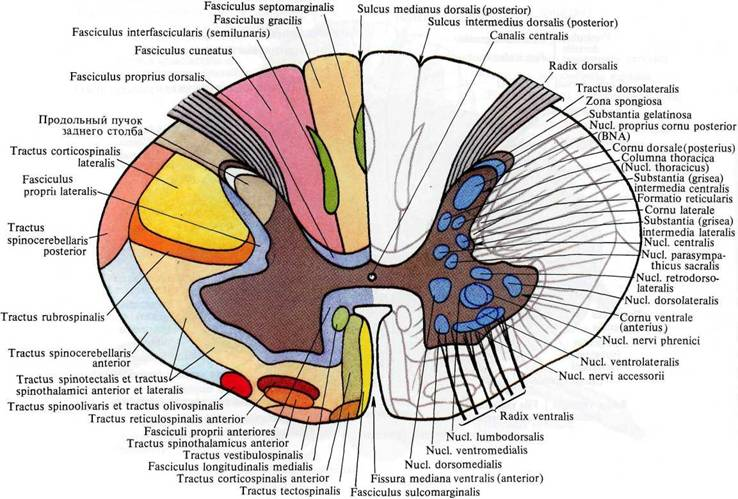 Fasciculus septomarginalis
Fasciculus gracilis
Fasciculus interfascicularis (semilunaris)
Fasciculus cuneatus
Fasciculus proprius dorsalis
Продольный пучок
заднего столба
Tractus corticospinalis
lateralis
Fasciculus
proprii lateralis
Tractus
spinocerebellaris
posterior
Tractus rubrospinalis
Tractus spinocerebellaris
anterior
Tractus spinotectalis et tractus
spinothalamici anterior et lateralis
Tractus spinoolivaris et tractus olivospinalis
Tractus reticulospinalis anterior
Fasciculi proprii anteriores
Tractus spinothalamicus anterior
Tractus vestibulospinalis
Fasciculus longitudinalis medialis
Tractus corticospinalis anterior
Tractus tectospinalis
Sulcus medianus dorsalis (posterior)
Sulcus intermedius dorsalis (posterior)
Canalis centralis
Radix dorsalis
Tractus dorsolateralis
Zona spongiosa
Substantia gelatinosa
Nucl. proprius cornu posterior
(BNA)
Cornu dorsale (posterius)
Columna thoracica
(Nucl. thoracicus)
Substantia (grisea)
intermedia centralis
Formatio reticularis
Cornu laterale
Substantia (grisea)
intermedia lateralis
Nucl. centralis
Nucl. parasympa-
thicus sacralis
Nucl. retrodorso-
lateralis
Nucl. dorsolateralis
Cornu ventrale
(anterius)
Nucl. nervi phrenici
Nucl. ventrolateralis
Nucl. nervi accessorii
Radix ventralis
Nucl. lumbodorsalis
Nucl. ventromedialis
Nucl. dorsomedialis
Fissura mediana ventralis (anterior)
Fasciculus sulcomarginalis